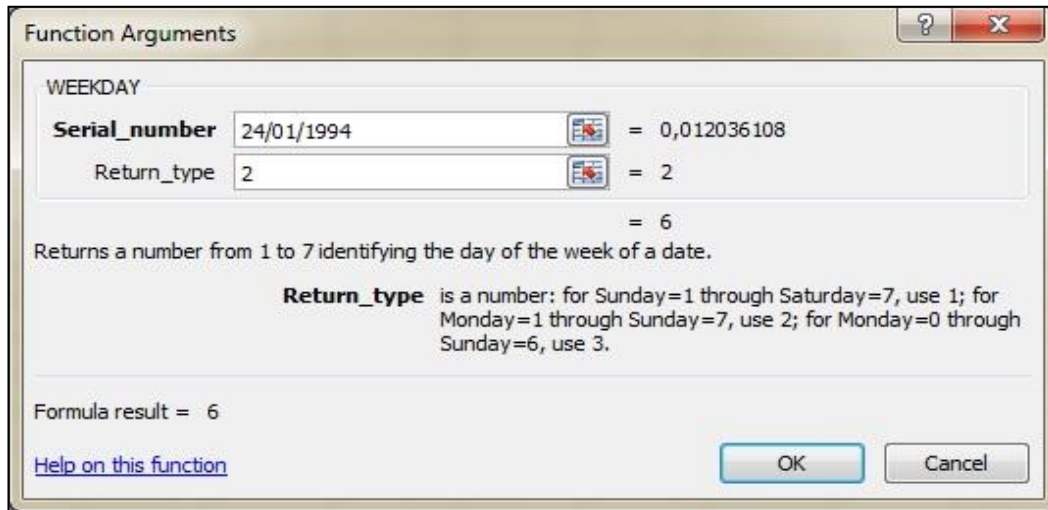 Function Arguments
WEEKDAY
Serial_number 24/01/1994 = 0,012036108
Return_type 2 = 2
= 6
Returns a number from 1 to 7 identifying the day of the week of a date.
Return_type is a number: for Sunday=1 through Saturday=7, use 1; for
Monday=1 through Sunday=7, use 2; for Monday=0 through
Sunday=6, use 3.
Formula result = 6
Help on this function OK Cancel